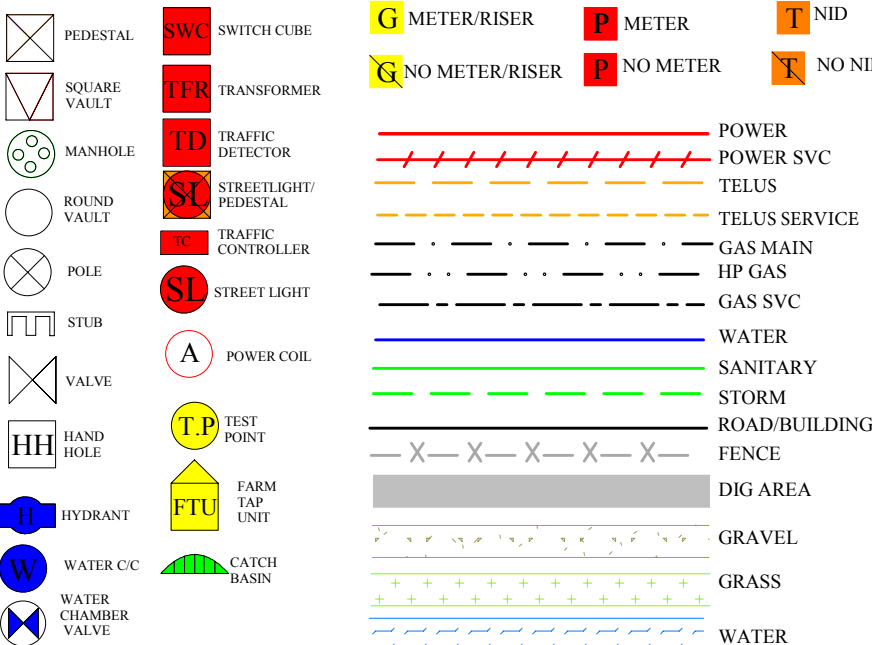 PEDESTAL
SQUARE
VAULT
MANHOLE
ROUND
VAULT
POLE
STUB
VALVE
HH
HAND
HOLE
H
HYDRANT
W
WATER C/C
WATER
CHAMBER
VALVE
SWC
SWITCH CUBE
TFR
TRANSFORMER
TD
TRAFFIC
DETECTOR
SL
STREETLIGHT/
PEDESTAL
TC
TRAFFIC
CONTROLLER
SL
STREET LIGHT
A
POWER COIL
T.P
TEST
POINT
FTU
FARM
TAP
UNIT
CATCH
BASIN
G METER/RISER
P METER
T NID
G NO METER/RISER
P NO METER
T NO NI
POWER
POWER SVC
TELUS
TELUS SERVICE
GAS MAIN
HP GAS
GAS SVC
WATER
SANITARY
STORM
ROAD/BUILDING
FENCE
DIG AREA
GRAVEL
GRASS
WATER